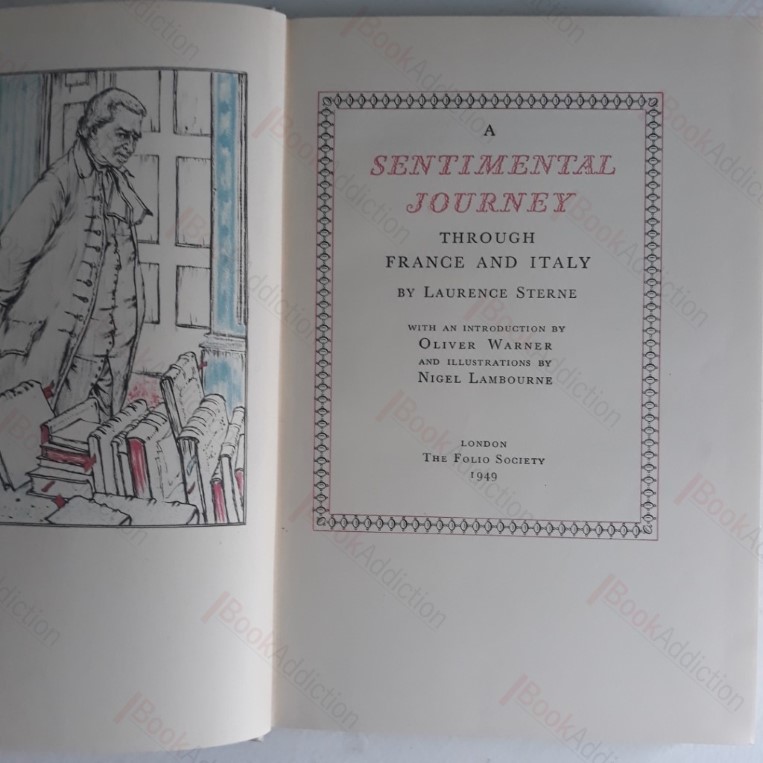 A
SENTIMENTAL
JOURNEY
THROUGH
FRANCE AND ITALY
BY LAURENCE STERNE
WITH AN INTRODUCTION BY
OLIVER WARNER
AND ILLUSTRATIONS BY
NIGEL LAMBOURNE
LONDON
THE FOLIO SOCIETY
1949
BookAddiction